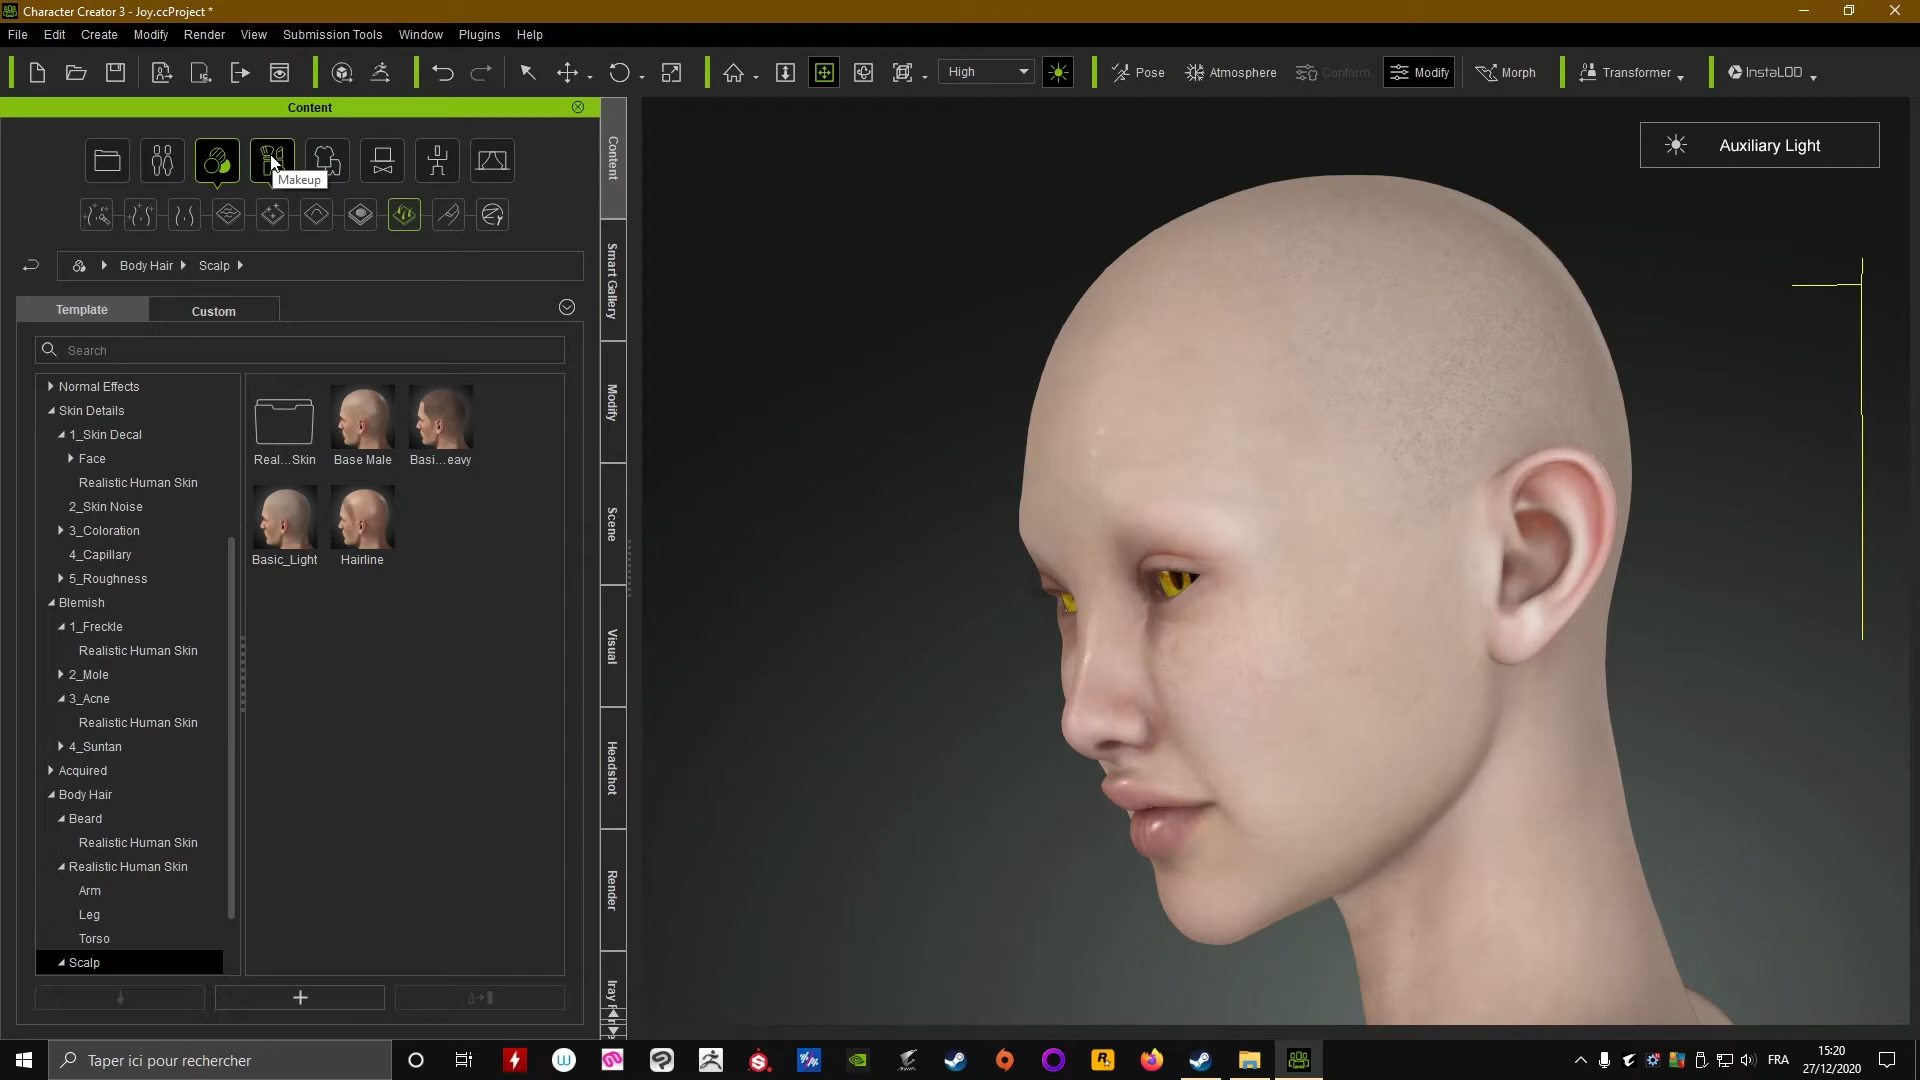 Character Creator 3 - Joy.ccProject *
File Edit Create Modify Render View Submission Tools Window Plugins Help
High Pose Atmosphere Conform Modify Morph Transformer InstaLOD
Content
Makeup
Body Hair Scalp
Template Custom
Search
Normal Effects
Skin Details
1_Skin Decal
Face
Realistic Human Skin
2_Skin Noise
3_Coloration
4_Capillary
5_Roughness
Blemish
1_Freckle
Realistic Human Skin
2_Mole
3_Acne
Realistic Human Skin
4_Suntan
Acquired
Body Hair
Beard
Realistic Human Skin
Realistic Human Skin
Arm
Leg
Torso
Scalp
Real...Skin Base Male Basi...eavy
Basic_Light Hairline
Content
Smart Gallery
Modify
Scene
Visual
Headshot
Render
Iray
Auxiliary Light
Taper ici pour rechercher
FRA
15:20
27/12/2020